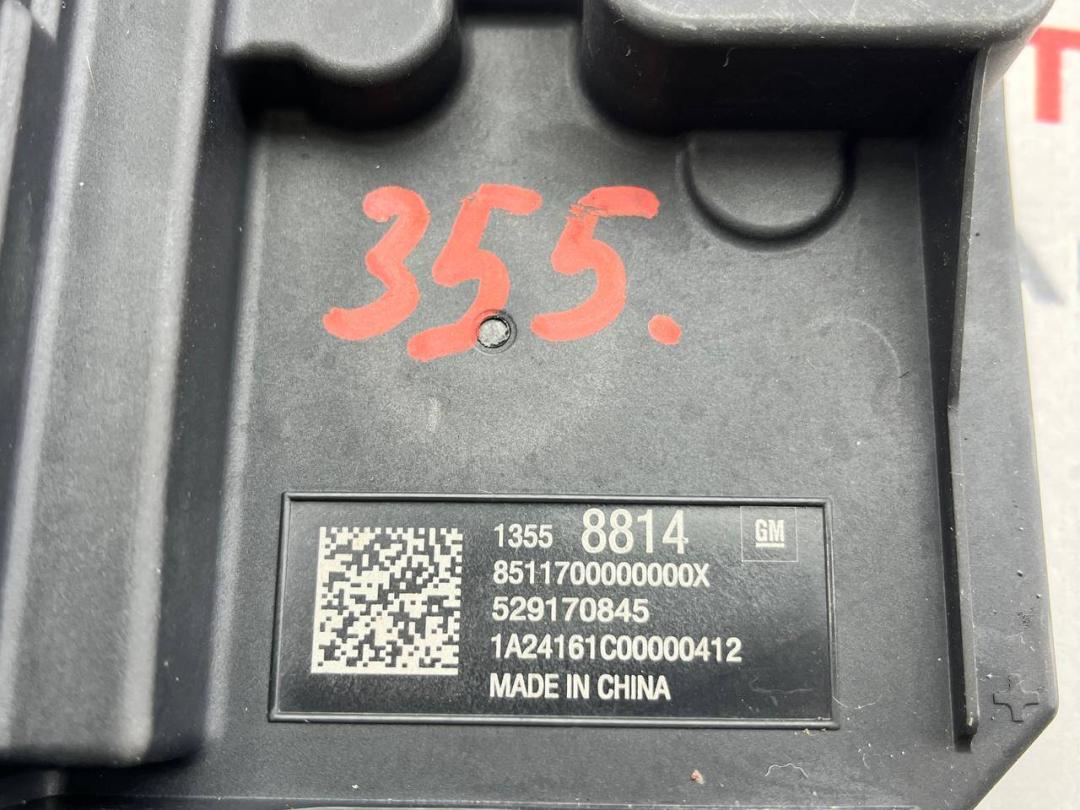 355.
1355 8814 GM
8511700000000X
529170845
1A24161C00000412
MADE IN CHINA